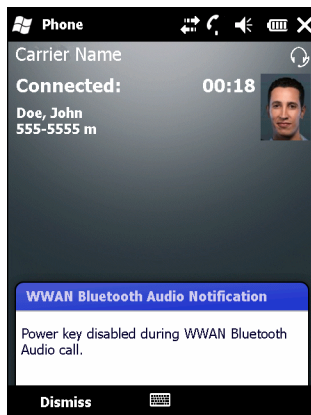 Phone
Carrier Name
Connected: 00:18
Doe, John
555-5555 m
WWAN Bluetooth Audio Notification
Power key disabled during WWAN Bluetooth
Audio call.
Dismiss